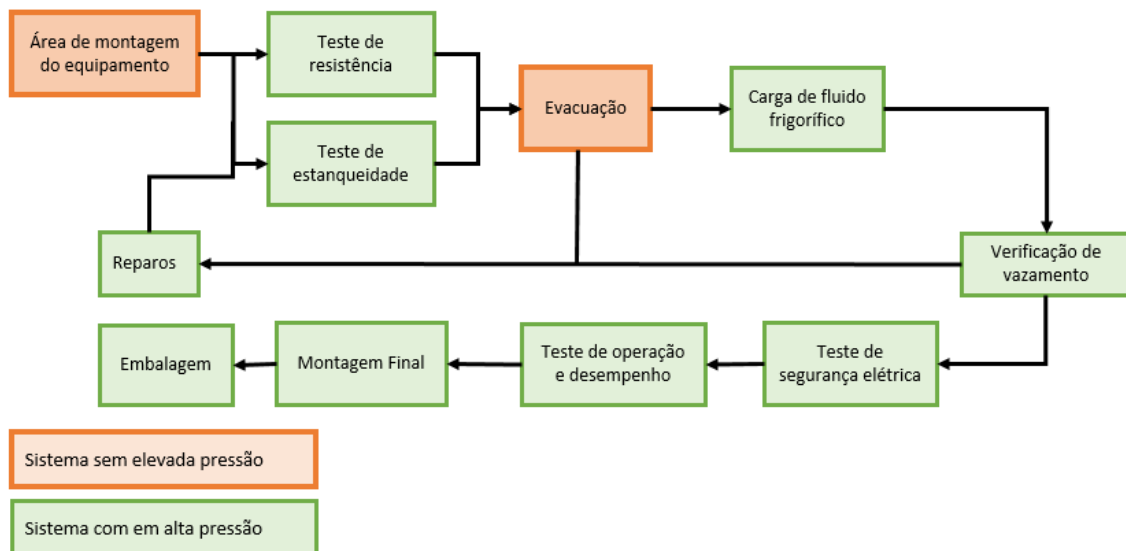 Área de montagem
do equipamento
Teste de
resistência
Teste de
estanqueidade
Evacuação
Carga de fluido
frigorífico
Reparos
Verificação de
vazamento
Embalagem
Montagem Final
Teste de operação
e desempenho
Teste de
segurança elétrica
Sistema sem elevada pressão
Sistema com em alta pressão